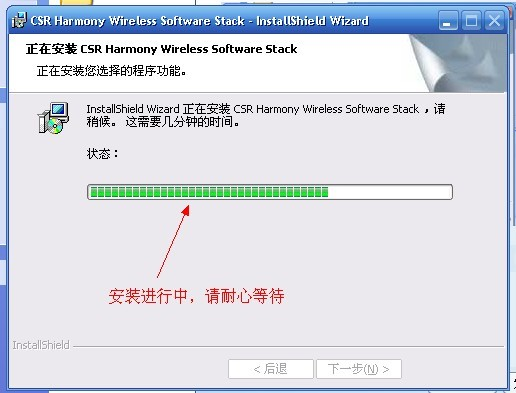 CSR Harmony Wireless Software Stack - InstallShield Wizard
正在安装 CSR Harmony Wireless Software Stack
正在安装您选择的程序功能。
InstallShield Wizard 正在安装 CSR Harmony Wireless Software Stack ，请
稍候。 这需要几分钟的时间。
状态：
安装进行中，请耐心等待
InstallShield
< 后退
下一步(N) >